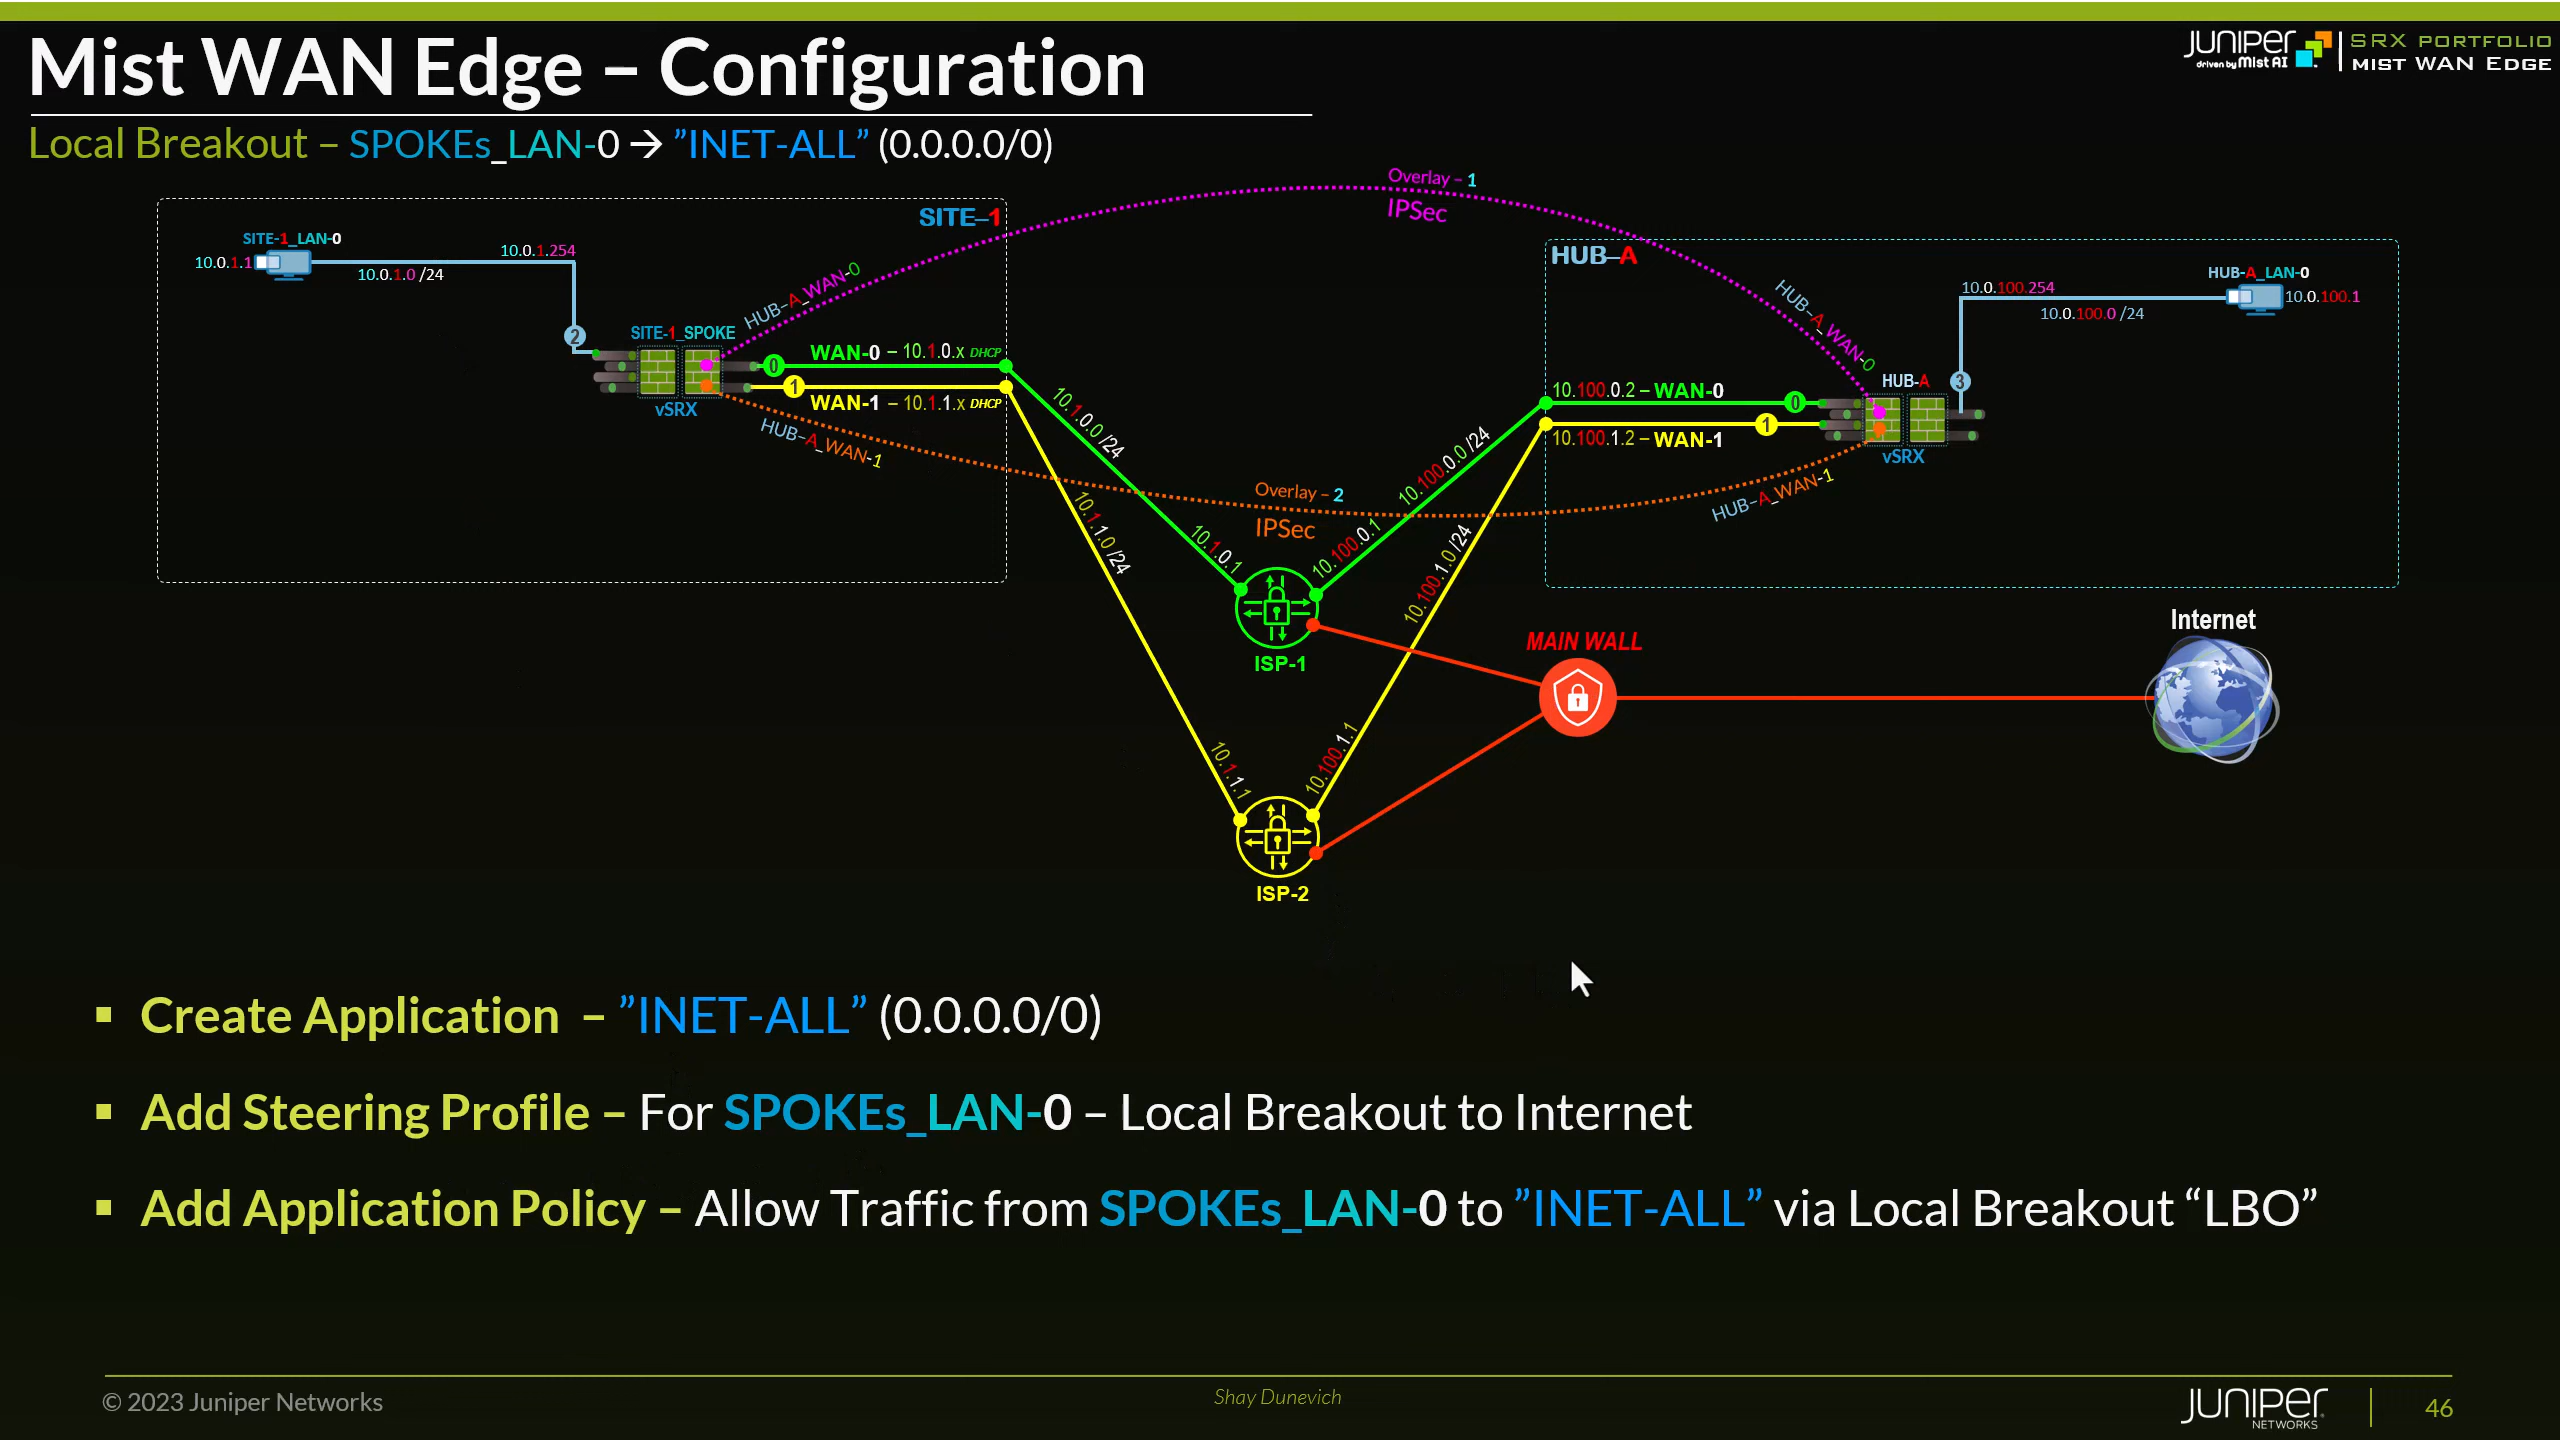 Mist WAN Edge – Configuration
JUNIPEr
driven by Mist AI
SRX PORTFOLIO
MIST WAN EDGE
Local Breakout – SPOKEs_LAN-0 → ”INET-ALL” (0.0.0.0/0)
Overlay – 1
IPSec
SITE–1
SITE-1_LAN-0
10.0.1.1
10.0.1.0 /24
10.0.1.254
2
SITE-1_SPOKE
vSRX
HUB–A_WAN-0
0
WAN-0 – 10.1.0.x DHCP
1
WAN-1 – 10.1.1.x DHCP
HUB–A_WAN-1
HUB–A
HUB–A_WAN-0
10.0.100.254
10.0.100.0 /24
HUB-A_LAN-0
10.0.100.1
3
HUB-A
vSRX
10.100.0.2 – WAN-0
0
10.100.1.2 – WAN-1
1
HUB–A_WAN-1
10.1.0.0 /24
10.1.1.0 /24
10.100.0.0 /24
10.100.1.0 /24
Overlay – 2
IPSec
10.1.0.1
10.100.0.1
ISP-1
MAIN WALL
Internet
10.1.1.1
10.100.1.1
ISP-2
▪ Create Application – ”INET-ALL” (0.0.0.0/0)
▪ Add Steering Profile – For SPOKEs_LAN-0 – Local Breakout to Internet
▪ Add Application Policy – Allow Traffic from SPOKEs_LAN-0 to ”INET-ALL” via Local Breakout “LBO”
© 2023 Juniper Networks
Shay Dunevich
JUNIPEr
NETWORKS
46